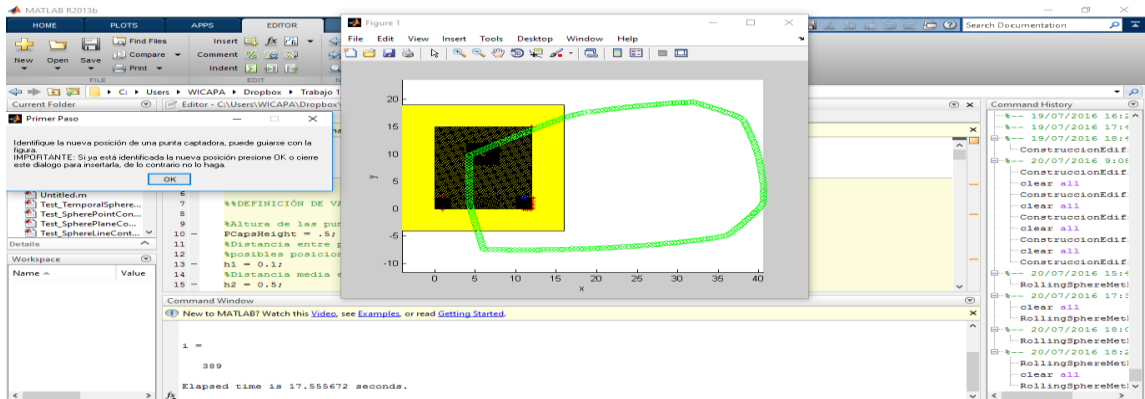 MATLAB R2013b
HOME PLOTS APPS EDITOR
Search Documentation
New Open Save
Find Files
Compare
Print
Insert
Comment
Indent
FILE
EDIT
C: Users WICAPA Dropbox Trabajo 1
Current Folder
Editor - C:\Users\WICAPA\Dropbox\
Primer Paso
Identifique la nueva posición de una punta captadora, puede guiarse con la
figura.
IMPORTANTE: Si ya está identificada la nueva posición presione OK o cierre
este dialogo para insertarla, de lo contrario no lo haga.
OK
Untitled.m
Test_TemporalSphere...
Test_SpherePointCon...
Test_SpherePlaneCo...
Test_SphereLineCont...
Details
Workspace
Name Value
6
7 %%DEFINICIÓN DE VA
8
9 %Altura de las pun
10 PCapsHeight = .5;
11 %Distancia entre p
12 %posibles posicion
13 h1 = 0.1;
14 %Distancia media e
15 h2 = 0.5;
Figure 1
File Edit View Insert Tools Desktop Window Help
20
15
10
5
0
-5
-10
y
0 5 10 15 20 25 30 35 40
x
Command Window
New to MATLAB? Watch this Video, see Examples, or read Getting Started.
i =
389
Elapsed time is 17.555672 seconds.
fx
Command History
%-- 19/07/2016 16:2
%-- 19/07/2016 17:4
%-- 19/07/2016 18:4
ConstruccionEdif
%-- 20/07/2016 9:08
ConstruccionEdif
clear all
ConstruccionEdif
clear all
ConstruccionEdif
clear all
ConstruccionEdif
ConstruccionEdif
%-- 20/07/2016 15:4
RollingSphereMet
%-- 20/07/2016 17:3
clear all
RollingSphereMet
%-- 20/07/2016 18:0
RollingSphereMet
%-- 20/07/2016 18:2
RollingSphereMet
clear all
RollingSphereMet